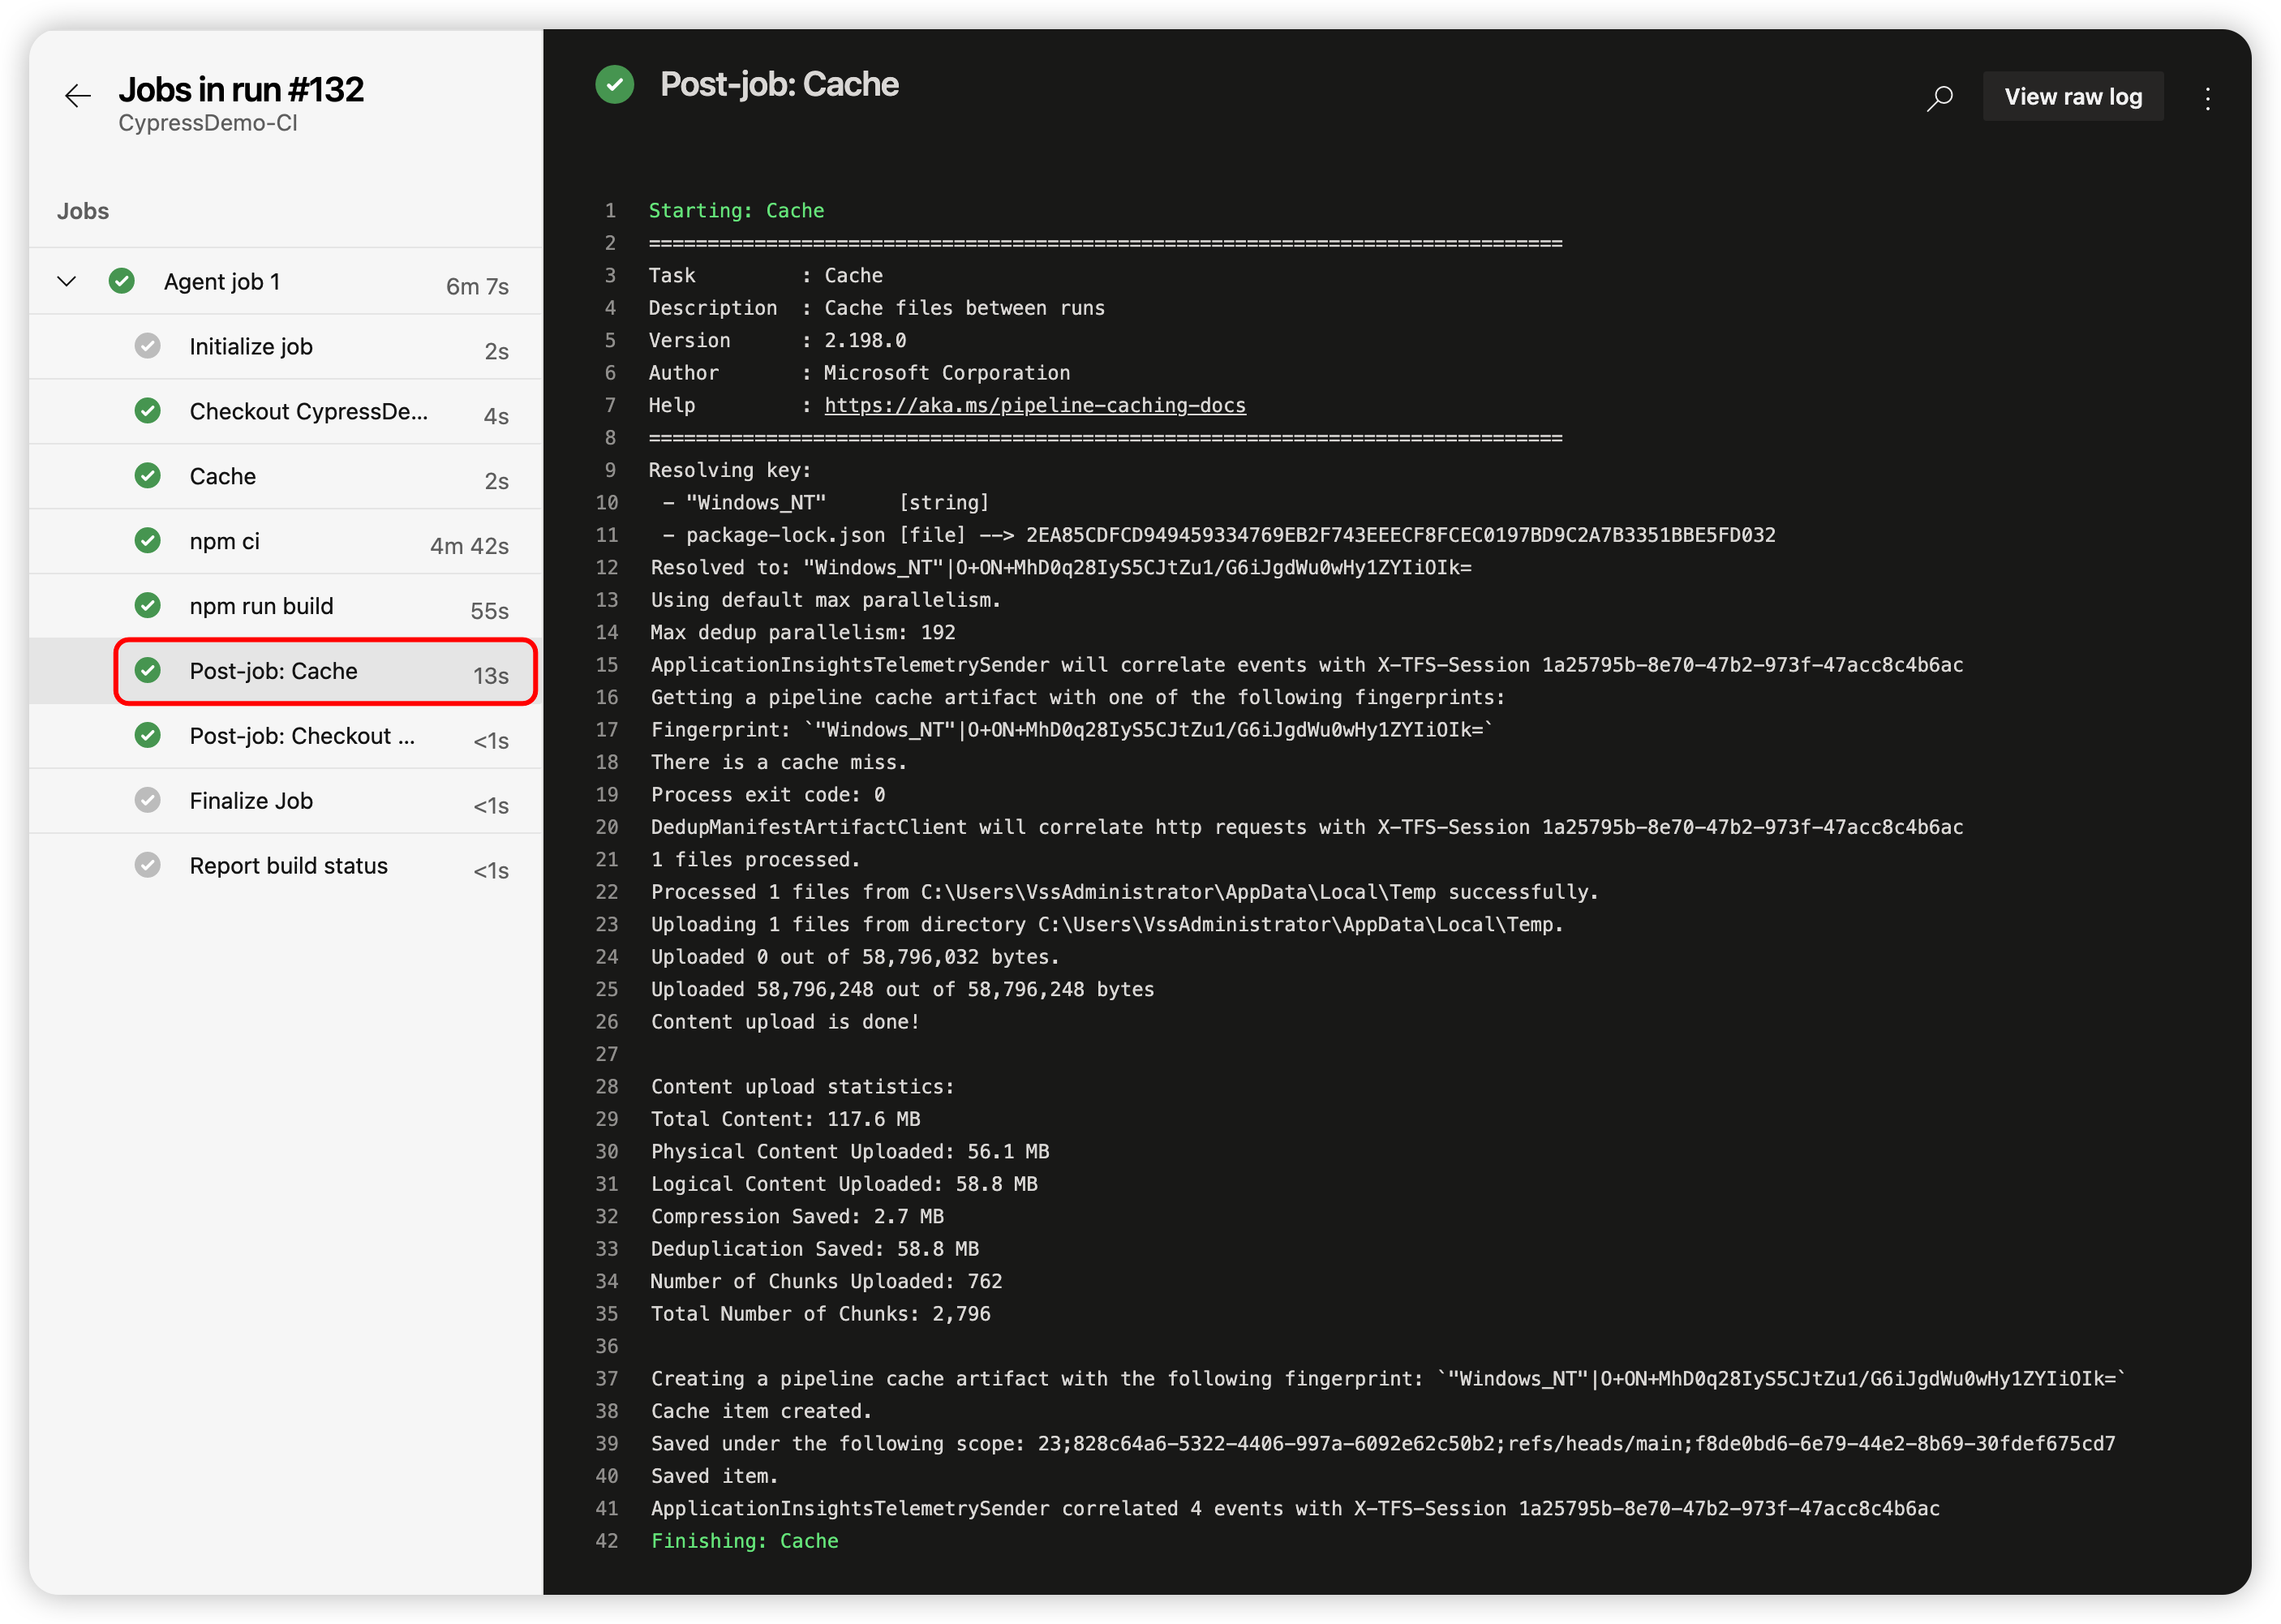 Jobs in run #132
CypressDemo-CI
Jobs
Agent job 1 6m 7s
Initialize job 2s
Checkout CypressDe... 4s
Cache 2s
npm ci 4m 42s
npm run build 55s
Post-job: Cache 13s
Post-job: Checkout ... <1s
Finalize Job <1s
Report build status <1s
Post-job: Cache
View raw log
1 Starting: Cache
2 ==============================================================================
3 Task         : Cache
4 Description  : Cache files between runs
5 Version      : 2.198.0
6 Author       : Microsoft Corporation
7 Help         : https://aka.ms/pipeline-caching-docs
8 ==============================================================================
9 Resolving key:
10  - "Windows_NT"      [string]
11  - package-lock.json [file] --> 2EA85CDFCD949459334769EB2F743EEECF8FCEC0197BD9C2A7B3351BBE5FD032
12 Resolved to: "Windows_NT"|O+ON+MhD0q28IyS5CJtZu1/G6iJgdWu0wHy1ZYIiOIk=
13 Using default max parallelism.
14 Max dedup parallelism: 192
15 ApplicationInsightsTelemetrySender will correlate events with X-TFS-Session 1a25795b-8e70-47b2-973f-47acc8c4b6ac
16 Getting a pipeline cache artifact with one of the following fingerprints:
17 Fingerprint: `"Windows_NT"|O+ON+MhD0q28IyS5CJtZu1/G6iJgdWu0wHy1ZYIiOIk=`
18 There is a cache miss.
19 Process exit code: 0
20 DedupManifestArtifactClient will correlate http requests with X-TFS-Session 1a25795b-8e70-47b2-973f-47acc8c4b6ac
21 1 files processed.
22 Processed 1 files from C:\Users\VssAdministrator\AppData\Local\Temp successfully.
23 Uploading 1 files from directory C:\Users\VssAdministrator\AppData\Local\Temp.
24 Uploaded 0 out of 58,796,032 bytes.
25 Uploaded 58,796,248 out of 58,796,248 bytes
26 Content upload is done!
27
28 Content upload statistics:
29 Total Content: 117.6 MB
30 Physical Content Uploaded: 56.1 MB
31 Logical Content Uploaded: 58.8 MB
32 Compression Saved: 2.7 MB
33 Deduplication Saved: 58.8 MB
34 Number of Chunks Uploaded: 762
35 Total Number of Chunks: 2,796
36
37 Creating a pipeline cache artifact with the following fingerprint: `"Windows_NT"|O+ON+MhD0q28IyS5CJtZu1/G6iJgdWu0wHy1ZYIiOIk=`
38 Cache item created.
39 Saved under the following scope: 23;828c64a6-5322-4406-997a-6092e62c50b2;refs/heads/main;f8de0bd6-6e79-44e2-8b69-30fdef675cd7
40 Saved item.
41 ApplicationInsightsTelemetrySender correlated 4 events with X-TFS-Session 1a25795b-8e70-47b2-973f-47acc8c4b6ac
42 Finishing: Cache